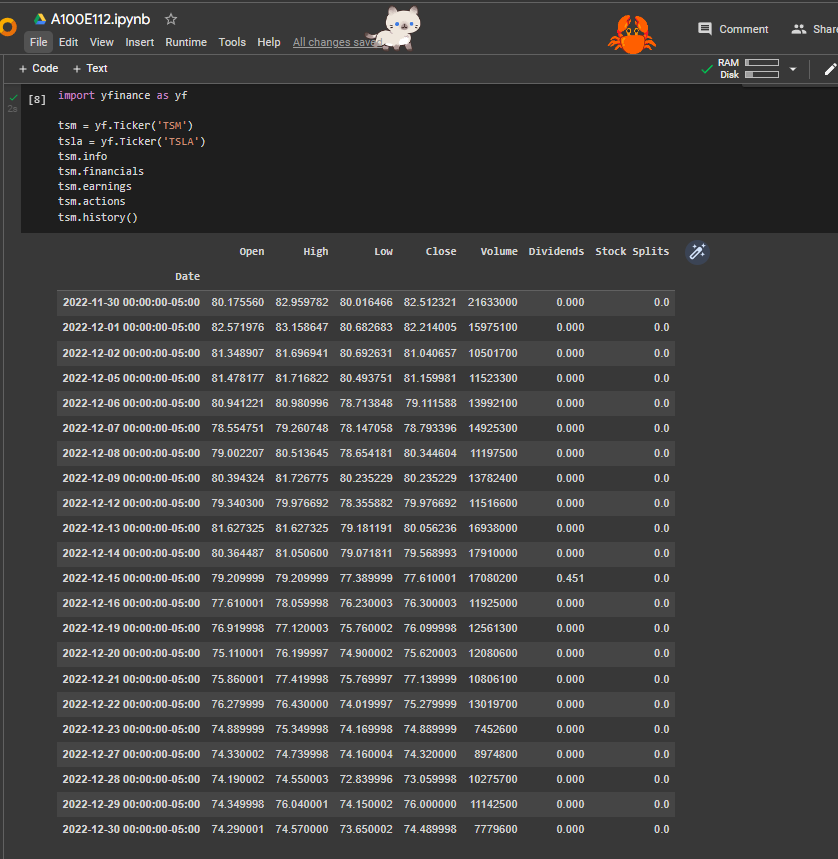 A100E112.ipynb
File Edit View Insert Runtime Tools Help All changes saved
Comment
Share
+ Code + Text
RAM
Disk
2s
[8] import yfinance as yf
tsm = yf.Ticker('TSM')
tsla = yf.Ticker('TSLA')
tsm.info
tsm.financials
tsm.earnings
tsm.actions
tsm.history()
Open High Low Close Volume Dividends Stock Splits
Date
2022-11-30 00:00:00-05:00 80.175560 82.959782 80.016466 82.512321 21633000 0.000 0.0
2022-12-01 00:00:00-05:00 82.571976 83.158647 80.682683 82.214005 15975100 0.000 0.0
2022-12-02 00:00:00-05:00 81.348907 81.696941 80.692631 81.040657 10501700 0.000 0.0
2022-12-05 00:00:00-05:00 81.478177 81.716822 80.493751 81.159981 11523300 0.000 0.0
2022-12-06 00:00:00-05:00 80.941221 80.980996 78.713848 79.111588 13992100 0.000 0.0
2022-12-07 00:00:00-05:00 78.554751 79.260748 78.147058 78.793396 14925300 0.000 0.0
2022-12-08 00:00:00-05:00 79.002207 80.513645 78.654181 80.344604 11197500 0.000 0.0
2022-12-09 00:00:00-05:00 80.394324 81.726775 80.235229 80.235229 13782400 0.000 0.0
2022-12-12 00:00:00-05:00 79.340300 79.976692 78.355882 79.976692 11516600 0.000 0.0
2022-12-13 00:00:00-05:00 81.627325 81.627325 79.181191 80.056236 16938000 0.000 0.0
2022-12-14 00:00:00-05:00 80.364487 81.050600 79.071811 79.568993 17910000 0.000 0.0
2022-12-15 00:00:00-05:00 79.209999 79.209999 77.389999 77.610001 17080200 0.451 0.0
2022-12-16 00:00:00-05:00 77.610001 78.059998 76.230003 76.300003 11925000 0.000 0.0
2022-12-19 00:00:00-05:00 76.919998 77.120003 75.760002 76.099998 12561300 0.000 0.0
2022-12-20 00:00:00-05:00 75.110001 76.199997 74.900002 75.620003 12080600 0.000 0.0
2022-12-21 00:00:00-05:00 75.860001 77.419998 75.769997 77.139999 10806100 0.000 0.0
2022-12-22 00:00:00-05:00 76.279999 76.430000 74.019997 75.279999 13019700 0.000 0.0
2022-12-23 00:00:00-05:00 74.889999 75.349998 74.169998 74.889999 7452600 0.000 0.0
2022-12-27 00:00:00-05:00 74.330002 74.739998 74.160004 74.320000 8974800 0.000 0.0
2022-12-28 00:00:00-05:00 74.190002 74.550003 72.839996 73.059998 10275700 0.000 0.0
2022-12-29 00:00:00-05:00 74.349998 76.040001 74.150002 76.000000 11142500 0.000 0.0
2022-12-30 00:00:00-05:00 74.290001 74.570000 73.650002 74.489998 7779600 0.000 0.0